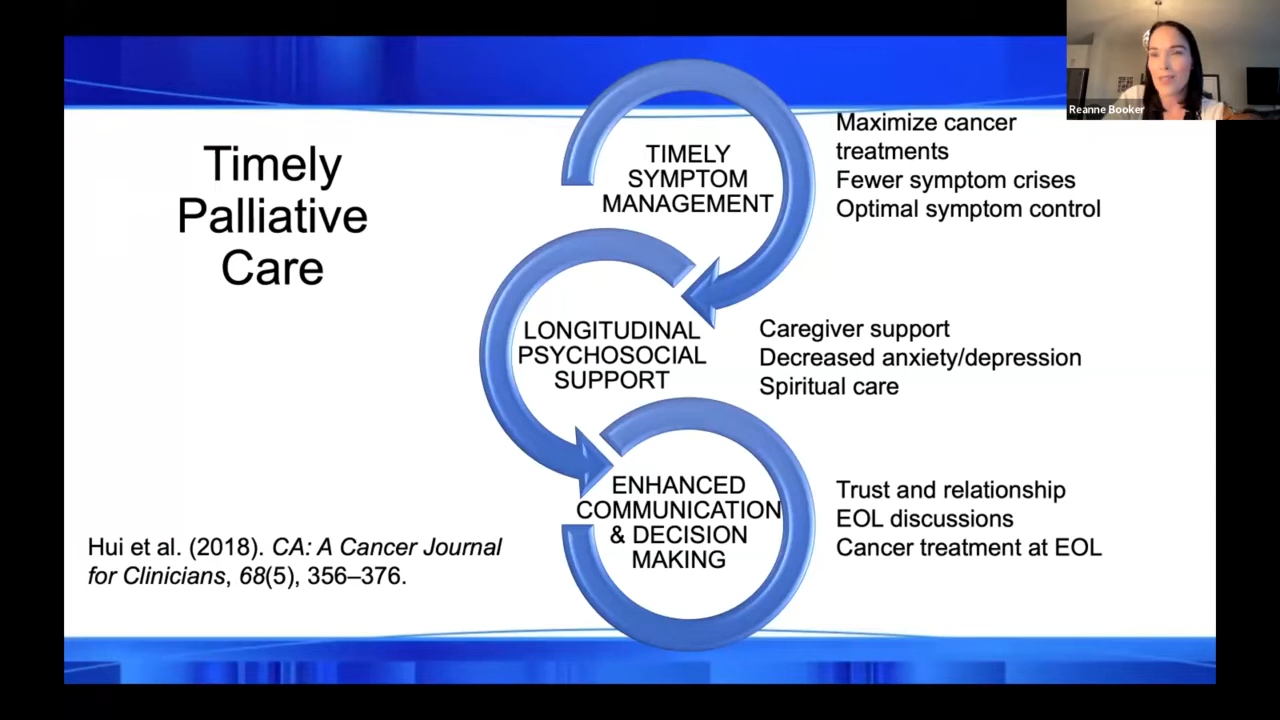 Timely
Palliative
Care
TIMELY
SYMPTOM
MANAGEMENT
Maximize cancer
treatments
Fewer symptom crises
Optimal symptom control
LONGITUDINAL
PSYCHOSOCIAL
SUPPORT
Caregiver support
Decreased anxiety/depression
Spiritual care
ENHANCED
COMMUNICATION
& DECISION
MAKING
Trust and relationship
EOL discussions
Cancer treatment at EOL
Hui et al. (2018). CA: A Cancer Journal
for Clinicians, 68(5), 356–376.
Reanne Booker